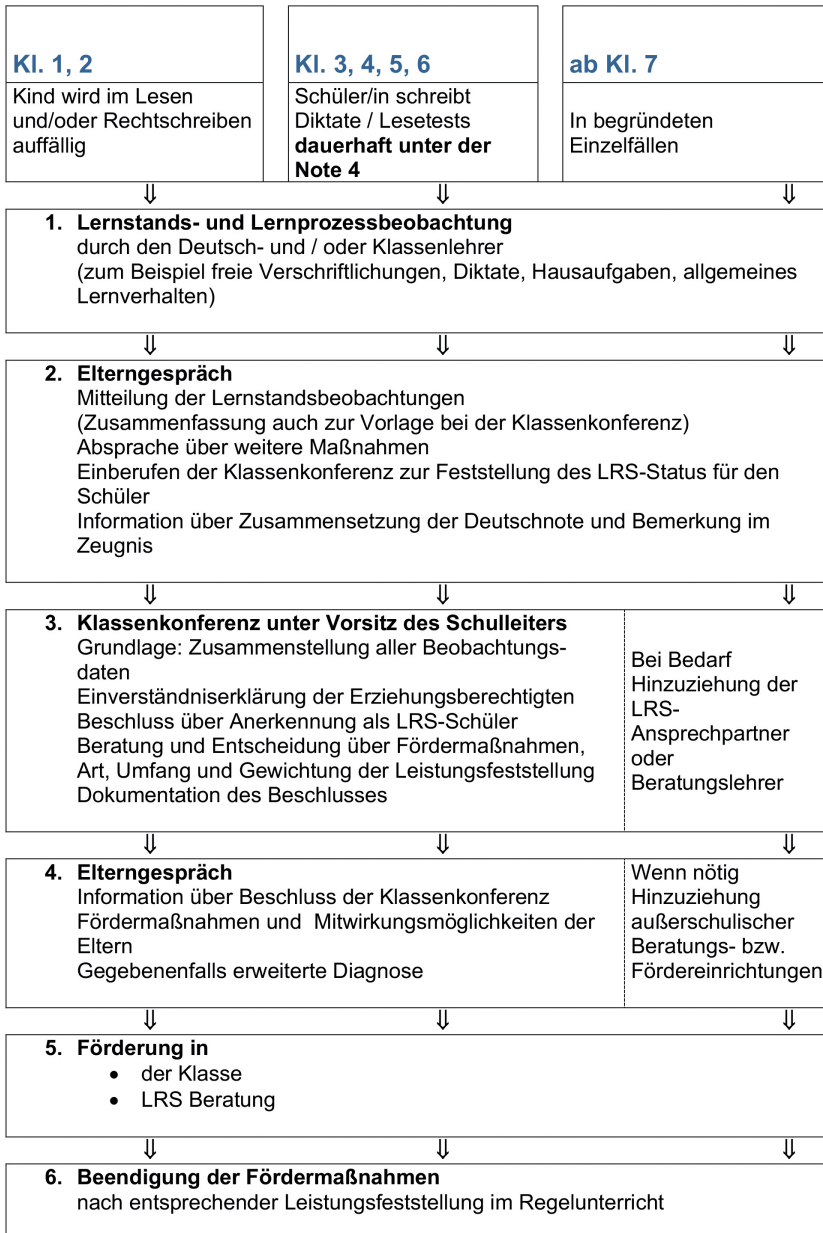 Kl. 1, 2
Kind wird im Lesen
und/oder Rechtschreiben
auffällig
Kl. 3, 4, 5, 6
Schüler/in schreibt
Diktate / Lesetests
dauerhaft unter der
Note 4
ab Kl. 7
In begründeten
Einzelfällen
⇓ ⇓ ⇓
1. Lernstands- und Lernprozessbeobachtung
durch den Deutsch- und / oder Klassenlehrer
(zum Beispiel freie Verschriftlichungen, Diktate, Hausaufgaben, allgemeines
Lernverhalten)
⇓ ⇓ ⇓
2. Elterngespräch
Mitteilung der Lernstandsbeobachtungen
(Zusammenfassung auch zur Vorlage bei der Klassenkonferenz)
Absprache über weitere Maßnahmen
Einberufen der Klassenkonferenz zur Feststellung des LRS-Status für den
Schüler
Information über Zusammensetzung der Deutschnote und Bemerkung im
Zeugnis
⇓ ⇓ ⇓
3. Klassenkonferenz unter Vorsitz des Schulleiters
Grundlage: Zusammenstellung aller Beobachtungs-
daten
Einverständniserklärung der Erziehungsberechtigten
Beschluss über Anerkennung als LRS-Schüler
Beratung und Entscheidung über Fördermaßnahmen,
Art, Umfang und Gewichtung der Leistungsfeststellung
Dokumentation des Beschlusses
Bei Bedarf
Hinzuziehung der
LRS-
Ansprechpartner
oder
Beratungslehrer
⇓ ⇓ ⇓
4. Elterngespräch
Information über Beschluss der Klassenkonferenz
Fördermaßnahmen und  Mitwirkungsmöglichkeiten der
Eltern
Gegebenenfalls erweiterte Diagnose
Wenn nötig
Hinzuziehung
außerschulischer
Beratungs- bzw.
Fördereinrichtungen
⇓ ⇓ ⇓
5. Förderung in
• der Klasse
• LRS Beratung
⇓ ⇓ ⇓
6. Beendigung der Fördermaßnahmen
nach entsprechender Leistungsfeststellung im Regelunterricht